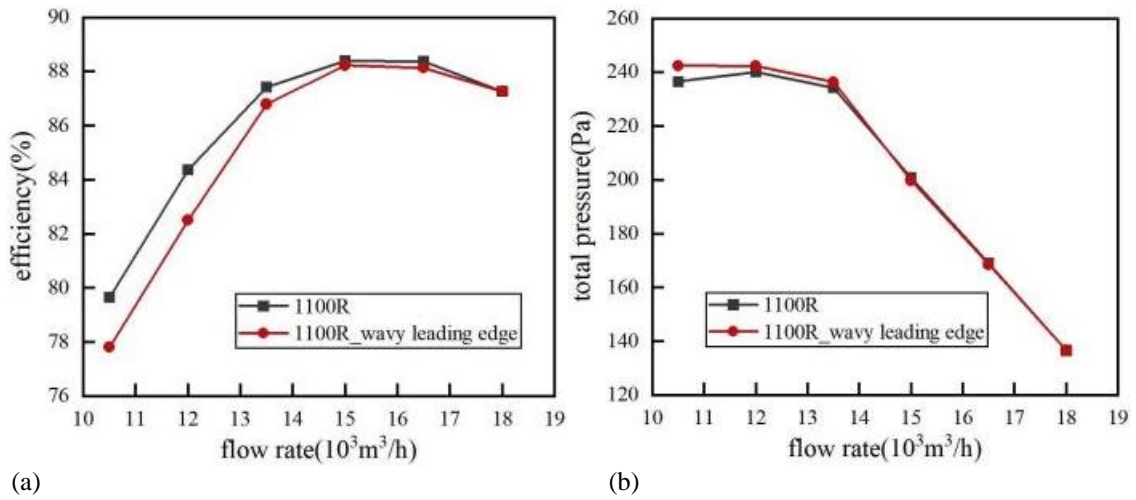 90
88
86
84
82
80
78
76
10 11 12 13 14 15 16 17 18 19
efficiency(%)
flow rate(10³m³/h)
1100R
1100R_wavy leading edge
(a)
260
240
220
200
180
160
140
120
10 11 12 13 14 15 16 17 18 19
total pressure(Pa)
flow rate(10³m³/h)
1100R
1100R_wavy leading edge
(b)